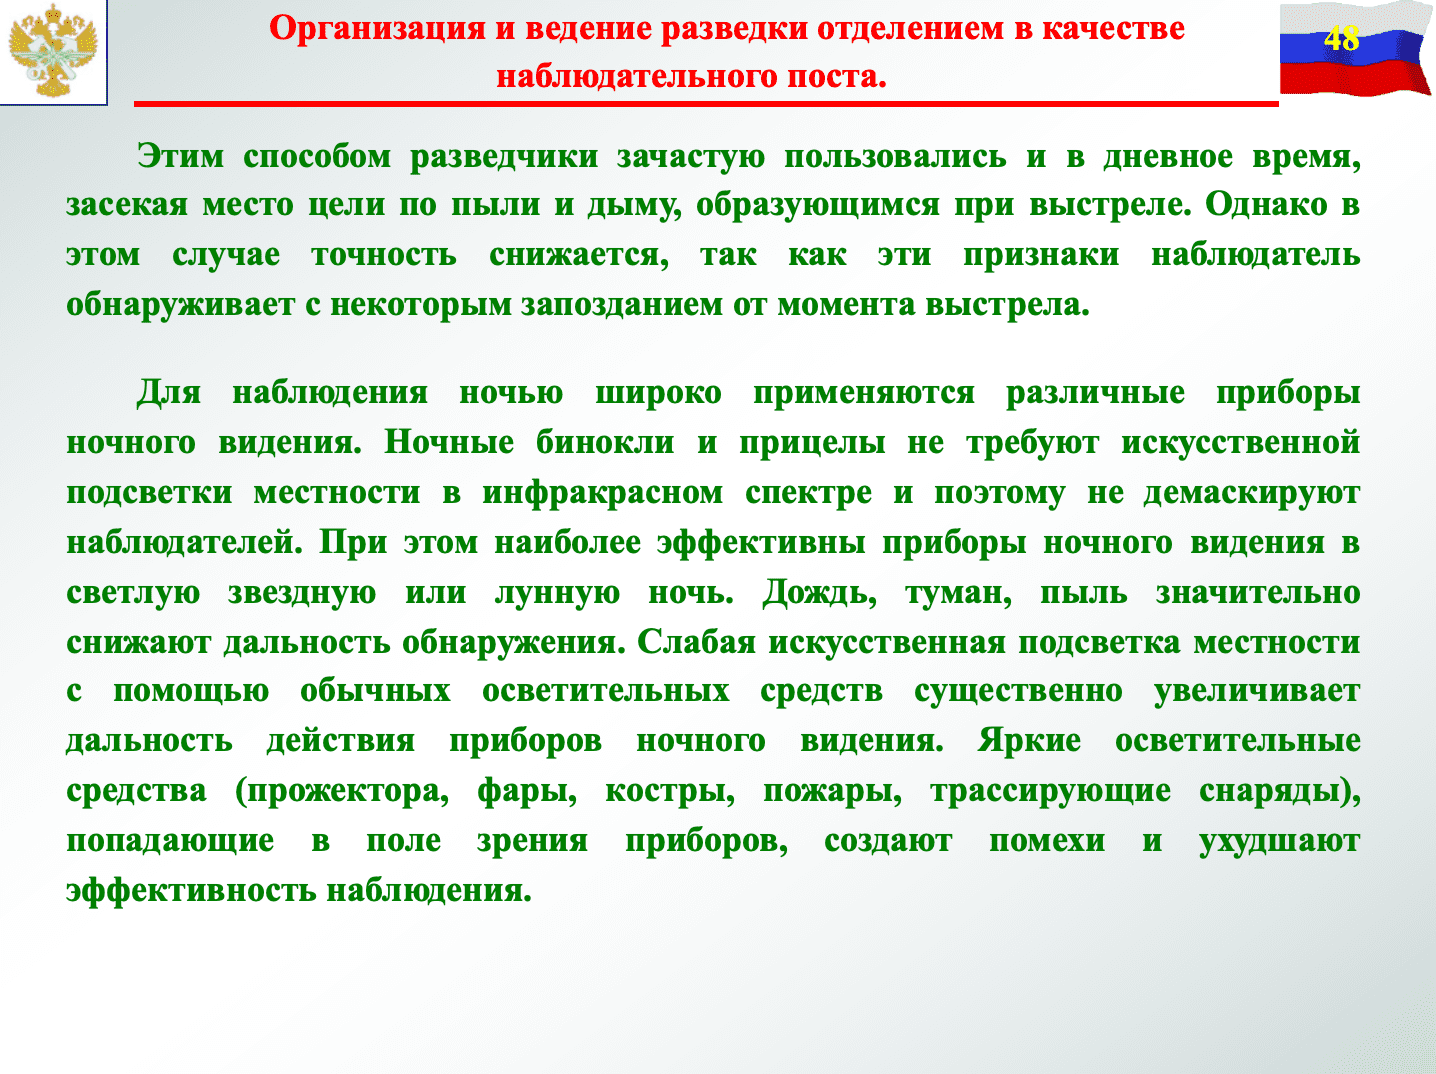 Организация и ведение разведки отделением в качестве
наблюдательного поста.
48
Этим способом разведчики зачастую пользовались и в дневное время,
засекая место цели по пыли и дыму, образующимся при выстреле. Однако в
этом случае точность снижается, так как эти признаки наблюдатель
обнаруживает с некоторым запозданием от момента выстрела.
Для наблюдения ночью широко применяются различные приборы
ночного видения. Ночные бинокли и прицелы не требуют искусственной
подсветки местности в инфракрасном спектре и поэтому не демаскируют
наблюдателей. При этом наиболее эффективны приборы ночного видения в
светлую звездную или лунную ночь. Дождь, туман, пыль значительно
снижают дальность обнаружения. Слабая искусственная подсветка местности
с помощью обычных осветительных средств существенно увеличивает
дальность действия приборов ночного видения. Яркие осветительные
средства (прожектора, фары, костры, пожары, трассирующие снаряды),
попадающие в поле зрения приборов, создают помехи и ухудшают
эффективность наблюдения.